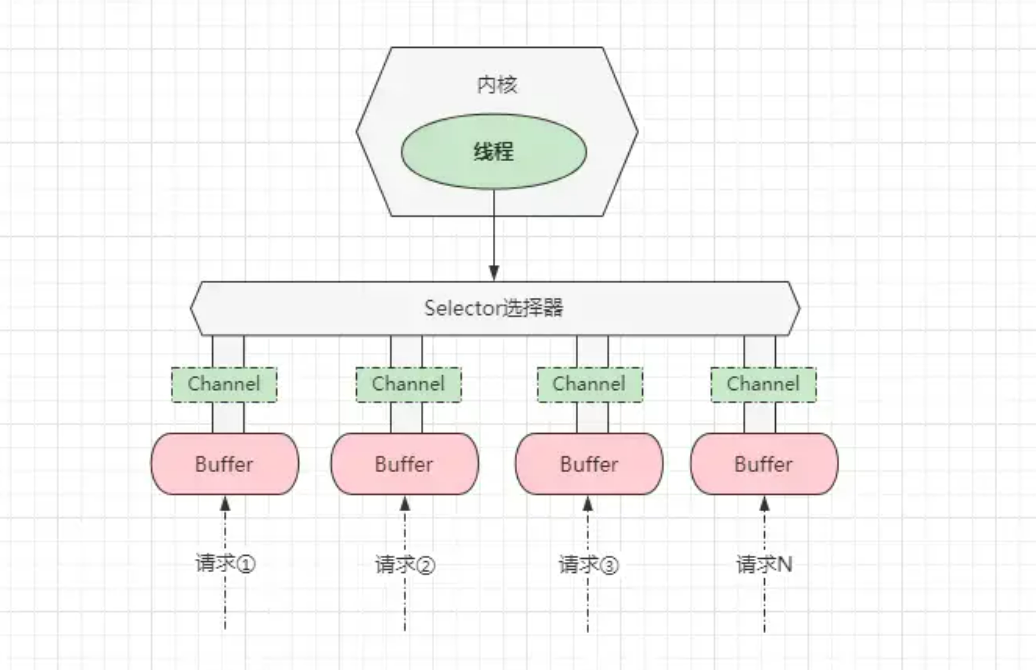 内核
线程
Selector选择器
Channel
Channel
Channel
Channel
Buffer
Buffer
Buffer
Buffer
请求①
请求②
请求③
请求N